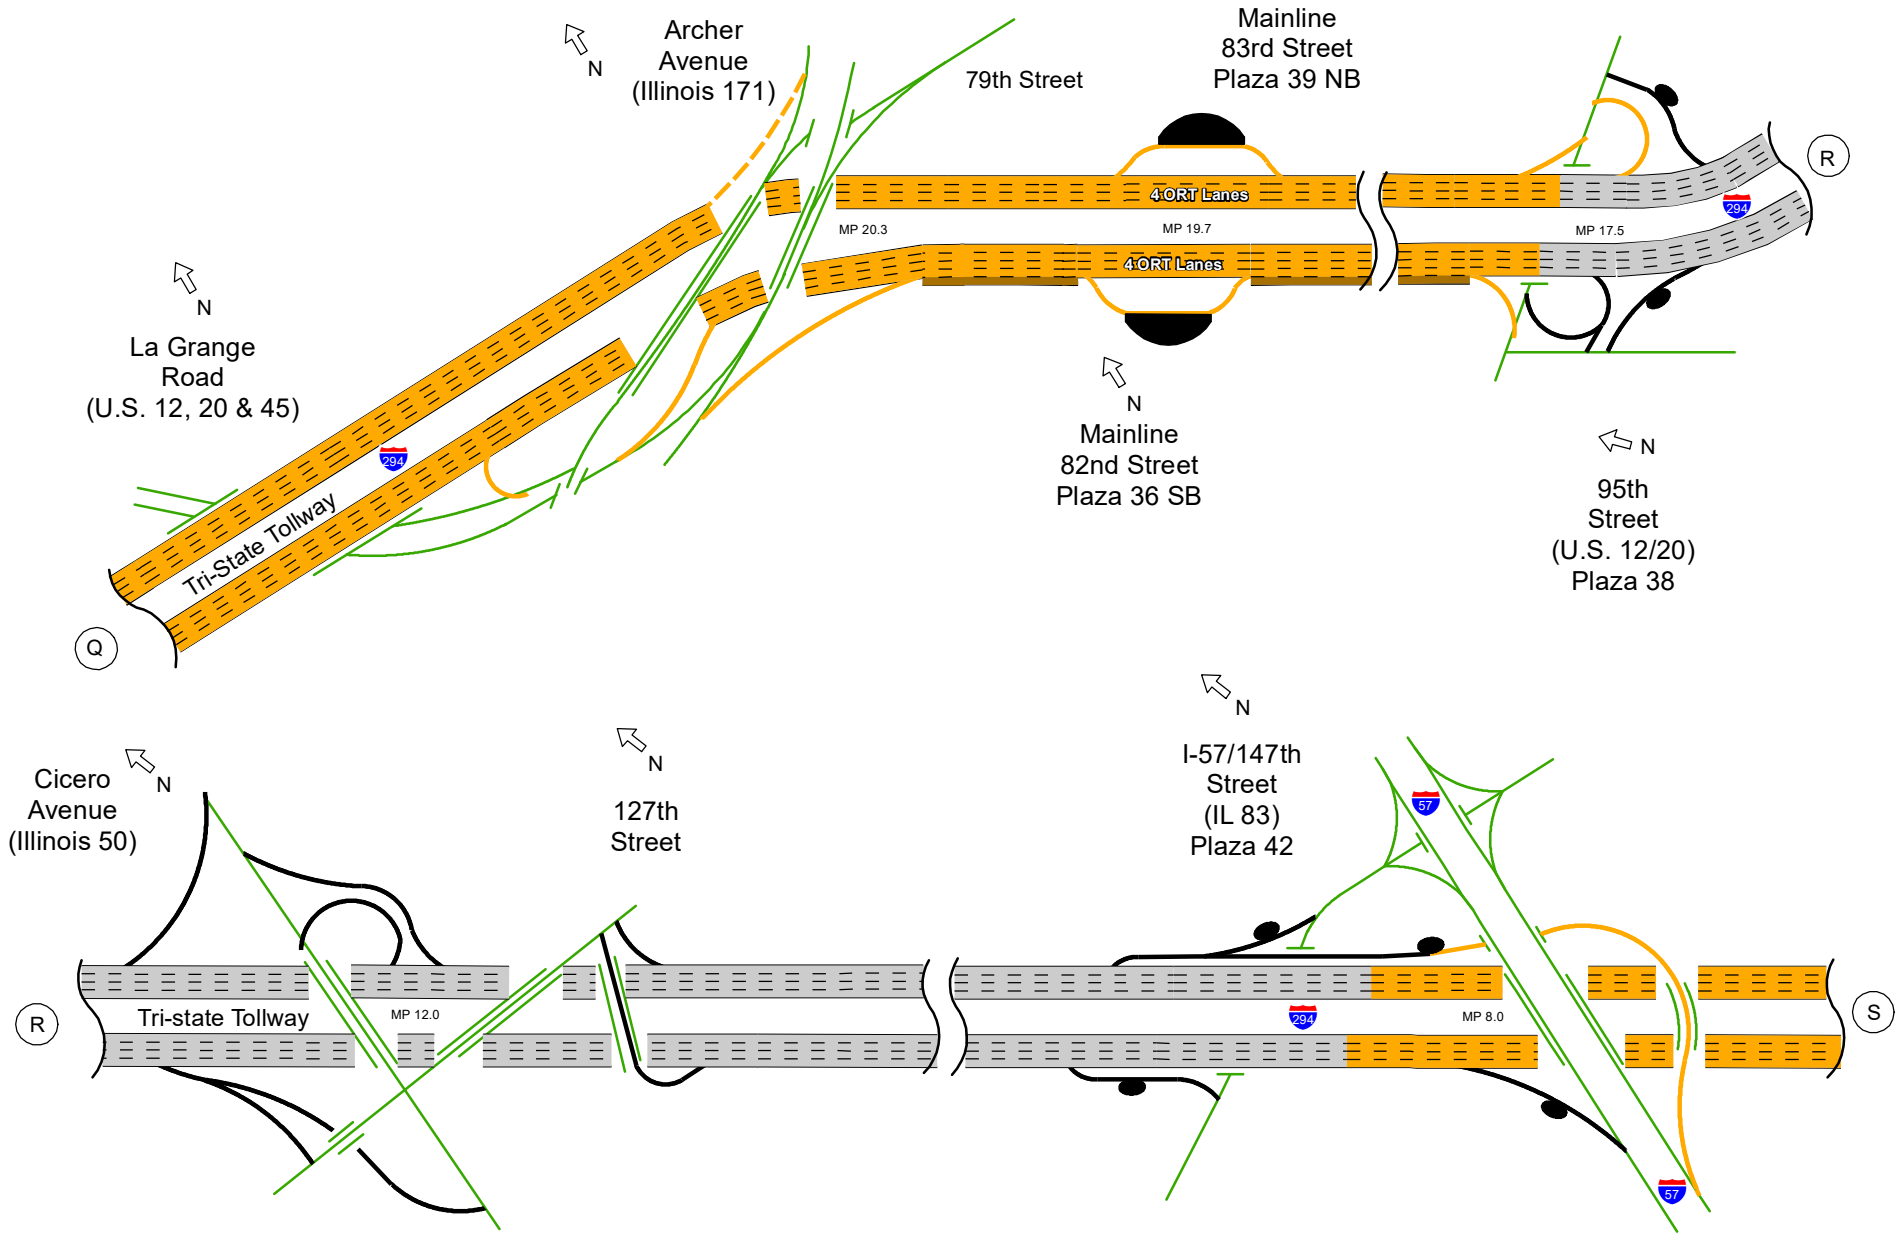 N
Archer
Avenue
(Illinois 171)
79th Street
Mainline
83rd Street
Plaza 39 NB
R
4 ORT Lanes
294
MP 20.3
MP 19.7
MP 17.5
4 ORT Lanes
N
La Grange
Road
(U.S. 12, 20 & 45)
294
Tri-State Tollway
Q
N
Mainline
82nd Street
Plaza 36 SB
N
95th
Street
(U.S. 12/20)
Plaza 38
N
Cicero
Avenue
(Illinois 50)
N
127th
Street
N
I-57/147th
Street
(IL 83)
Plaza 42
57
R
Tri-state Tollway
MP 12.0
294
MP 8.0
S
57